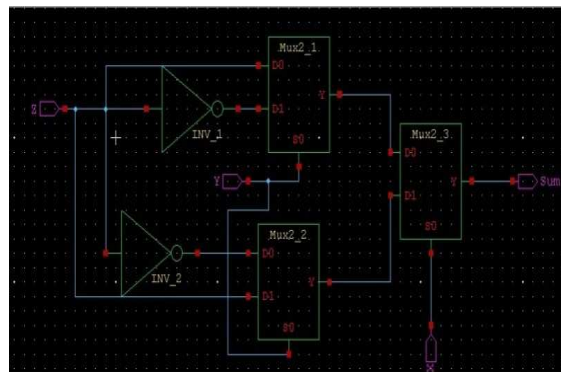 Mux2_1
D0
Z
D1
Y
INV_1
S0
Mux2_3
D0
Y
Y
Sum
D1
Mux2_2
S0
D0
INV_2
Y
D1
S0